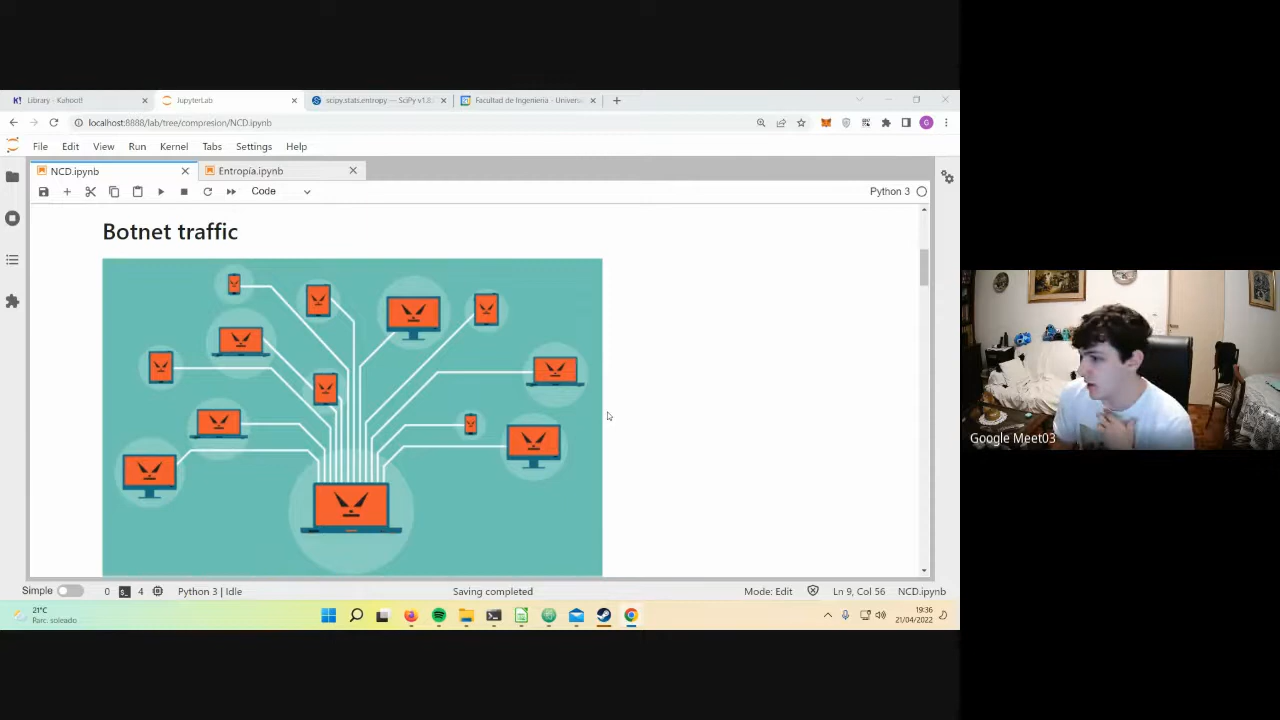 Library - Kahoot!
JupyterLab
scipy.stats.entropy — SciPy v1.8.
Facultad de Ingeniería - Univers
localhost:8888/lab/tree/compresion/NCD.ipynb
G
File Edit View Run Kernel Tabs Settings Help
NCD.ipynb
Entropía.ipynb
Code
Python 3
Botnet traffic
Google Meet03
Simple 0 4 Python 3 | Idle Saving completed Mode: Edit Ln 9, Col 56 NCD.ipynb
21°C
Parc. soleado
19:36
21/04/2022